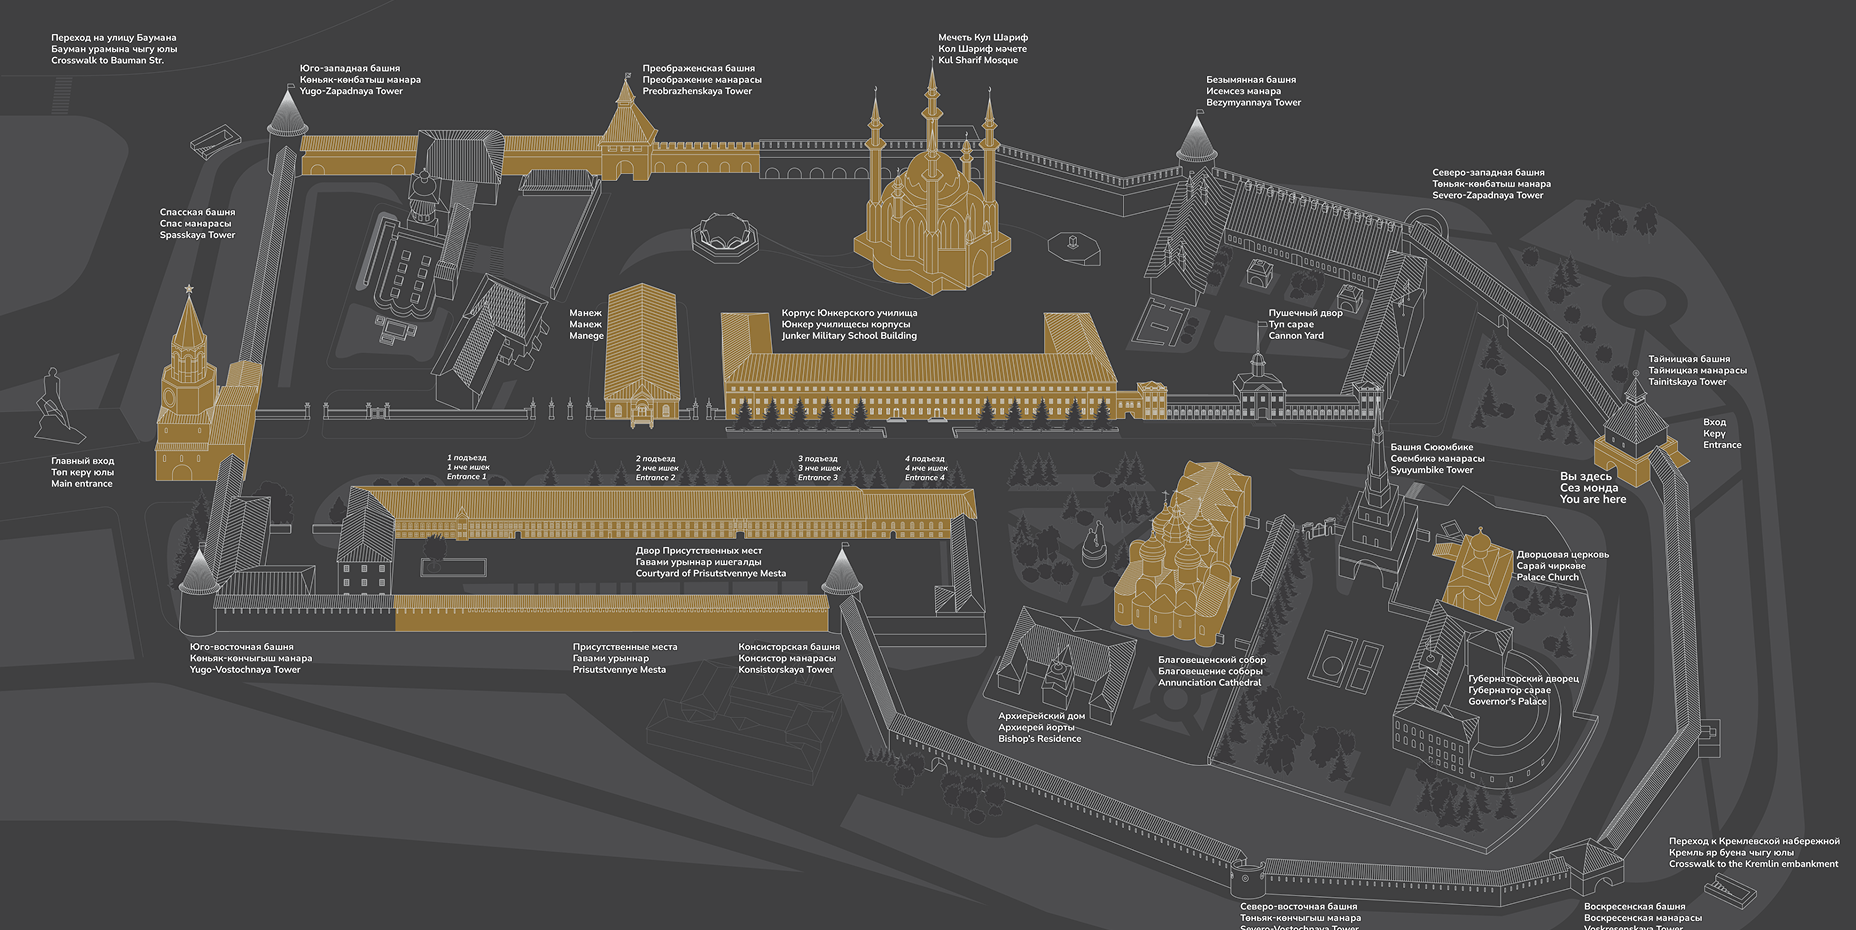 Переход на улицу Баумана
Бауман урамына чыгу юлы
Crosswalk to Bauman Str.
Юго-западная башня
Көньяк-көнбатыш манара
Yugo-Zapadnaya Tower
Преображенская башня
Преображение манарасы
Preobrazhenskaya Tower
Мечеть Кул Шариф
Кол Шәриф мәчете
Kul Sharif Mosque
Безымянная башня
Исемсез манара
Bezymyannaya Tower
Северо-западная башня
Төньяк-көнбатыш манара
Severo-Zapadnaya Tower
Спасская башня
Спас манарасы
Spasskaya Tower
Манеж
Манеж
Manege
Корпус Юнкерского училища
Юнкер училищесы корпусы
Junker Military School Building
Пушечный двор
Туп сарае
Cannon Yard
Тайницкая башня
Тайницкая манарасы
Tainitskaya Tower
Вход
Керү
Entrance
Главный вход
Төп керү юлы
Main entrance
1 подъезд
1 нче ишек
Entrance 1
2 подъезд
2 нче ишек
Entrance 2
3 подъезд
3 нче ишек
Entrance 3
4 подъезд
4 нче ишек
Entrance 4
Башня Сююмбике
Сөембикә манарасы
Syuyumbike Tower
Вы здесь
Сез монда
You are here
Двор Присутственных мест
Гавами урыннар ишегалды
Courtyard of Prisutstvennye Mesta
Дворцовая церковь
Сарай чиркәве
Palace Church
Юго-восточная башня
Көньяк-көнчыгыш манара
Yugo-Vostochnaya Tower
Присутственные места
Гавами урыннар
Prisutstvennye Mesta
Консисторская башня
Консистор манарасы
Konsistorskaya Tower
Благовещенский собор
Благовещение соборы
Annunciation Cathedral
Губернаторский дворец
Губернатор сарае
Governor's Palace
Архиерейский дом
Архиерей йорты
Bishop's Residence
Переход к Кремлевской набережной
Кремль яр буена чыгу юлы
Crosswalk to the Kremlin embankment
Северо-восточная башня
Төньяк-көнчыгыш манара
Severo-Vostochnaya Tower
Воскресенская башня
Воскресенская манарасы
Voskresenskaya Tower